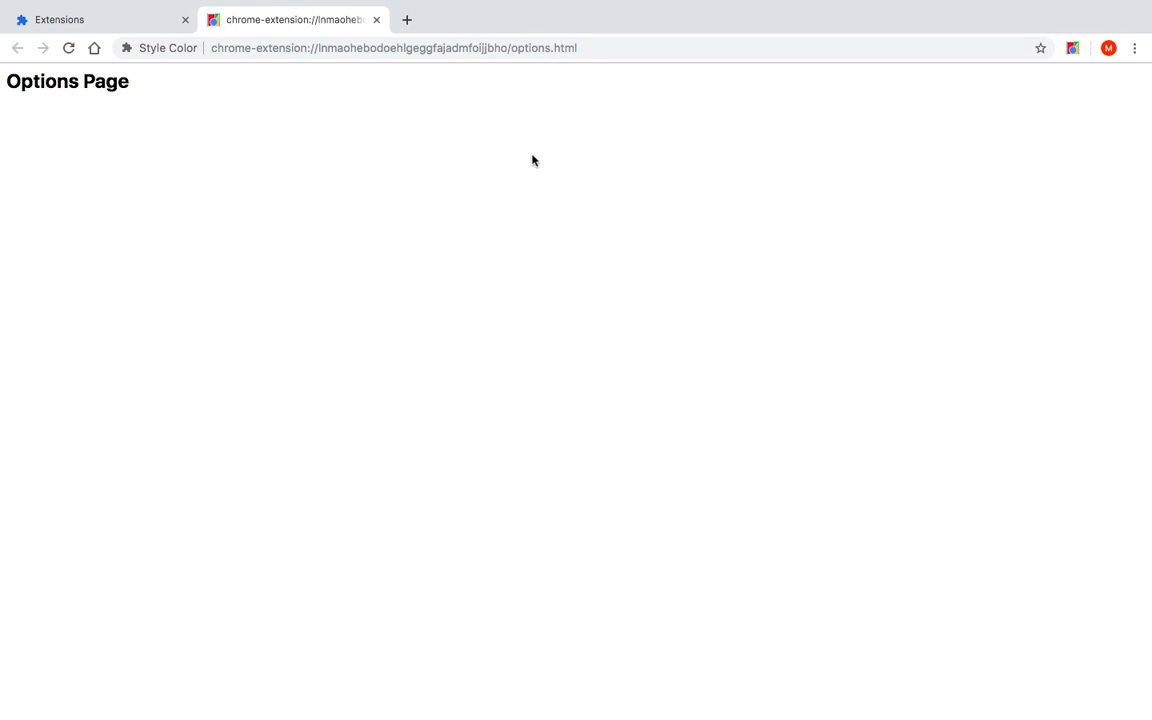 Extensions
chrome-extension://lnmaoheb
Style Color
chrome-extension://lnmaohebodoehlgeggfajadmfoijjbho/options.html
M
Options Page